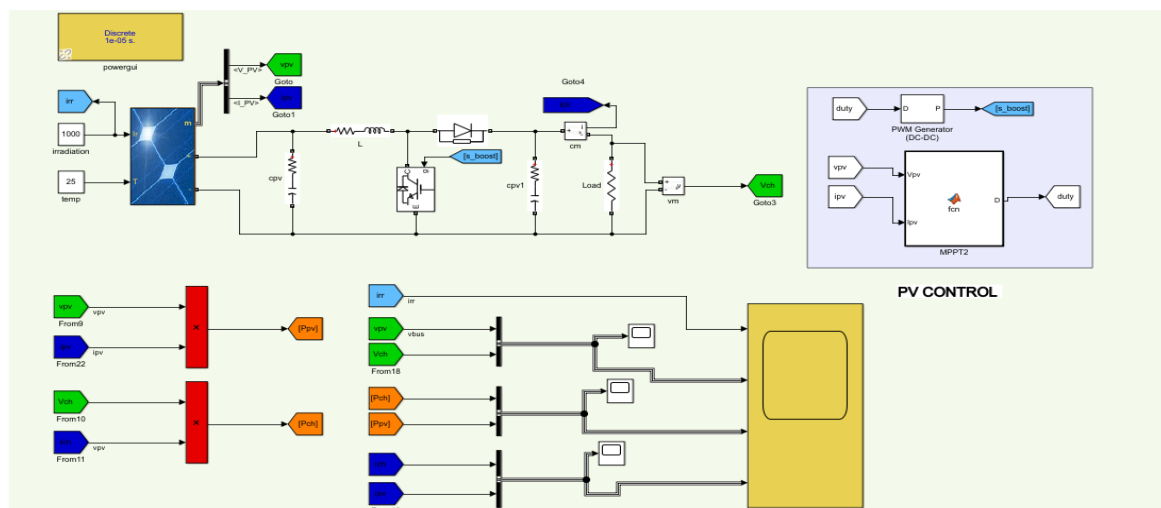 Discrete
1e-05 s.
powergui
irr
1000
irradiation
25
temp
Ir
T
m
+
-
<V_PV>
<I_PV>
vpv
Goto
Goto1
cpv
L
[s_boost]
C
E
cpv1
Goto4
+
i
-
cm
Load
+
-
v
vm
Vch
Goto3
duty
D
P
[s_boost]
PWM Generator
(DC-DC)
vpv
ipv
Vpv
Ipv
fcn
D
duty
MPPT2
PV CONTROL
vpv
vpv
From9
ipv
From22
×
[Ppv]
Vch
From10
vpv
From11
×
[Pch]
irr
irr
vpv
vbus
Vch
From18
[Pch]
[Ppv]